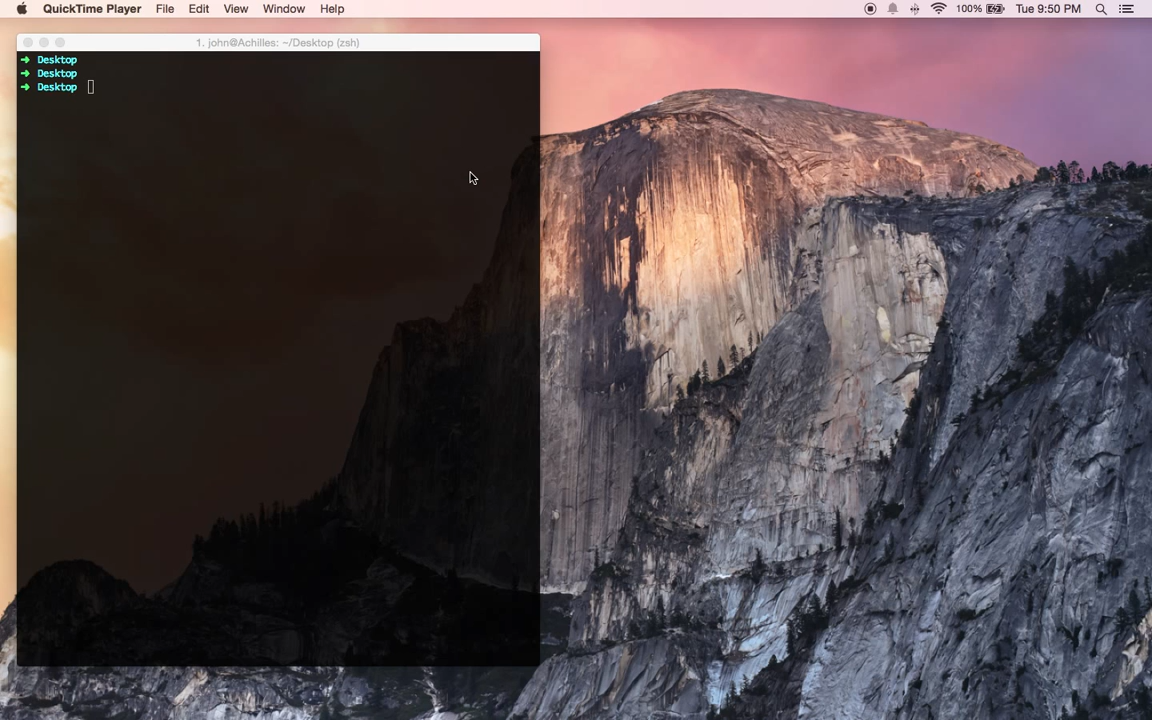 QuickTime Player File Edit View Window Help 100% Tue 9:50 PM
1. john@Achilles: ~/Desktop (zsh)
➜ Desktop
➜ Desktop
➜ Desktop